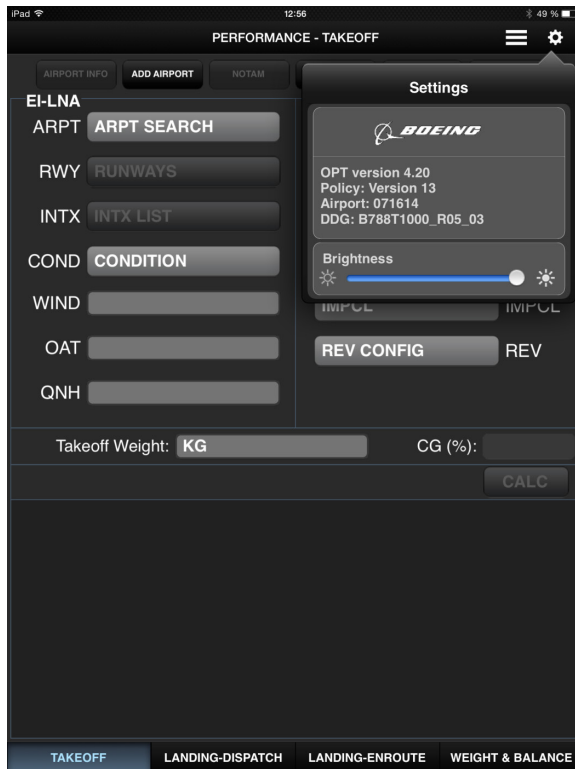 iPad 12:56 49 %
PERFORMANCE - TAKEOFF
AIRPORT INFO ADD AIRPORT NOTAM
Settings
EI-LNA
BOEING
ARPT ARPT SEARCH
OPT version 4.20
RWY RUNWAYS
Policy: Version 13
Airport: 071614
INTX INTX LIST
DDG: B788T1000_R05_03
COND CONDITION
Brightness
WIND
IMPCL IMPCL
OAT
REV CONFIG REV
QNH
Takeoff Weight: KG CG (%):
CALC
TAKEOFF LANDING-DISPATCH LANDING-ENROUTE WEIGHT & BALANCE